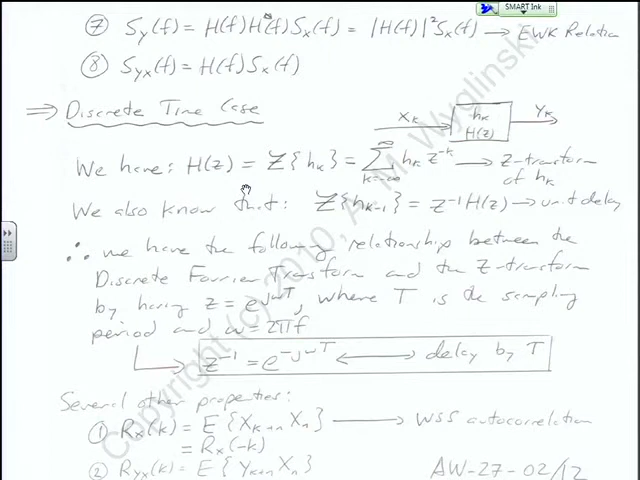 SMART Ink
⑦ Sy(f) = H(f)H*(f)Sx(f) = |H(f)|²Sx(f) → EWK Relation
⑧ Syx(f) = H(f)Sx(f)
⇒ Discrete Time Case
Xk hk Yk
H(z)
We have: H(z) = Z{hk} = ∑ hk z^-k → Z-transform
k=-∞ of hk
We also know that: Z{hk-1} = z^-1 H(z) → unit delay
∴ we have the following relationship between the
Discrete Fourier Transform and the Z-transform
by having z = e^jωT, where T is the sampling
period and ω = 2πf
z^-1 = e^-jωT ⟷ delay by T
Several other properties:
① Rx(k) = E{Xk+n Xn} → WSS autocorrelation
= Rx(-k)
② Ryx(k) = E{Yk+n Xn}
AW-27-02/12
Copyright (c) 2010, A. M. Wyglinski